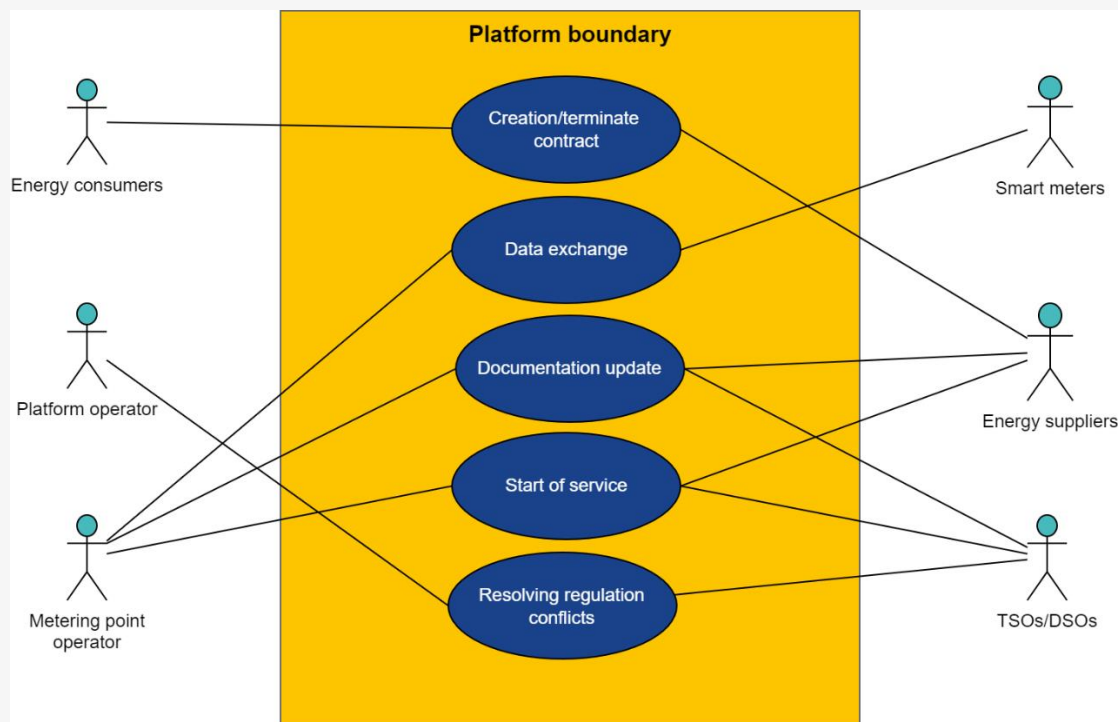 Platform boundary
Creation/terminate
contract
Energy consumers
Smart meters
Data exchange
Documentation update
Platform operator
Energy suppliers
Start of service
Resolving regulation
conflicts
Metering point
operator
TSOs/DSOs